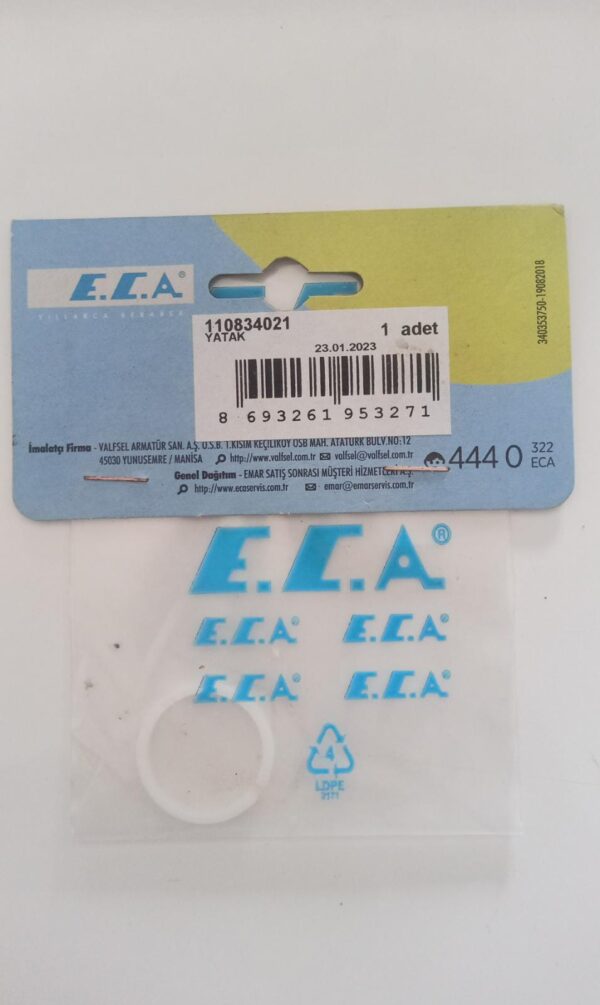 E.C.A®
YILLARCA BERABER
340353750-19082018
110834021 1 adet
YATAK
23.01.2023
8 693261 953271
İmalatçı Firma - VALFSEL ARMATÜR SAN. A.Ş. O.S.B. 1.KISIM KEÇİLİKÖY OSB MAH. ATATÜRK BULV.NO:12
45030 YUNUSEMRE / MANİSA http://www.valfsel.com.tr valfsel@valfsel.com.tr
444 0 322 ECA
Genel Dağıtım - EMAR SATIŞ SONRASI MÜŞTERİ
http://www.ecaservis.com.tr emar@emarservis.com.tr
E.C.A®
E.C.A® E.C.A®
E.C.A® E.C.A®
4
LDPE